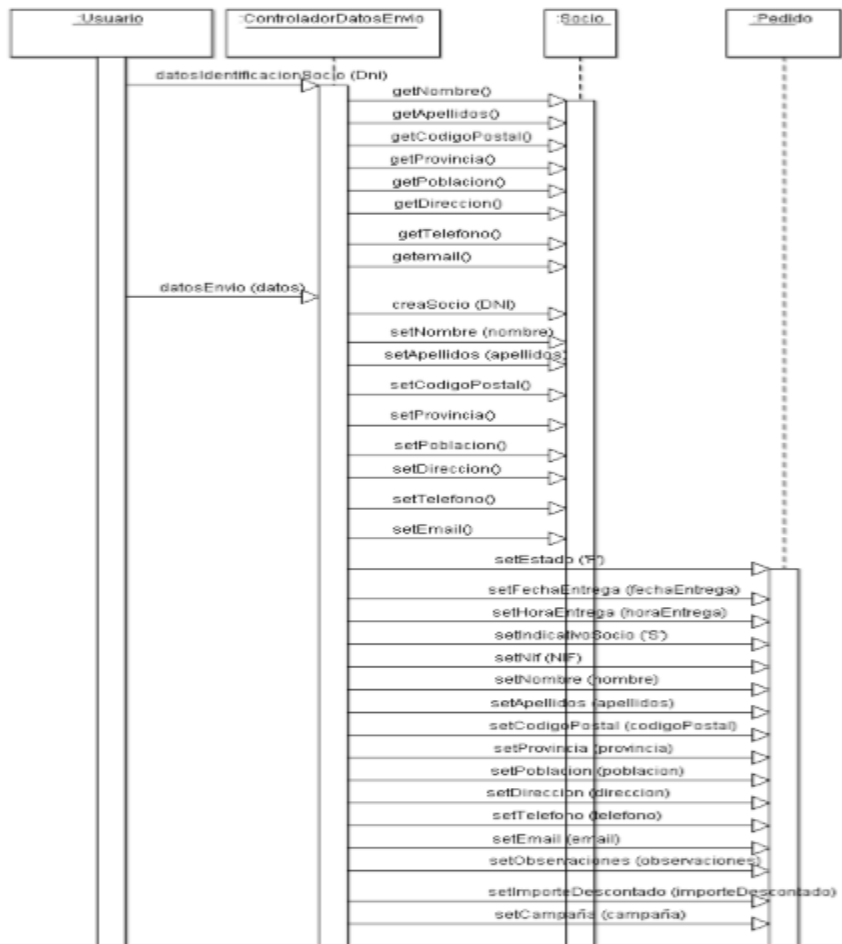 :Usuario
:ControladorDatosEnvio
:Socio
:Pedido
datosIdentificacionSocio (Dni)
getNombre()
getApellidos()
getCodigoPostal()
getProvincia()
getPoblacion()
getDireccion()
getTelefono()
getemail()
datosEnvio (datos)
creaSocio (DNI)
setNombre (nombre)
setApellidos (apellidos)
setCodigoPostal()
setProvincia()
setPoblacion()
setDireccion()
setTelefono()
setEmail()
setEstado ('F')
setFechaEntrega (fechaEntrega)
setHoraEntrega (horaEntrega)
setIndicativoSocio ('S')
setNif (NIF)
setNombre (nombre)
setApellidos (apellidos)
setCodigoPostal (codigoPostal)
setProvincia (provincia)
setPoblacion (poblacion)
setDireccion (direccion)
setTelefono (telefono)
setEmail (email)
setObservaciones (observaciones)
setImporteDescontado (importeDescontado)
setCampaña (campaña)